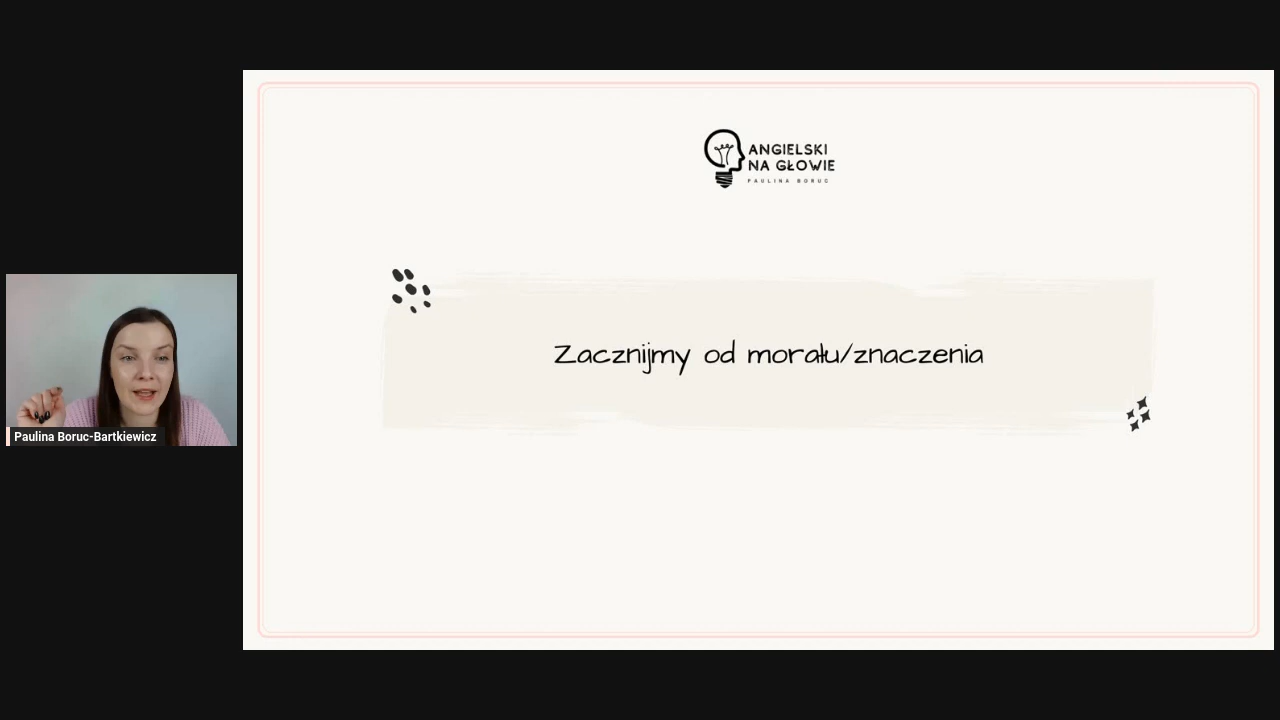 ANGIELSKI
NA GŁOWIE
PAULINA BORUC
Zacznijmy od morału/znaczenia
Paulina Boruc-Bartkiewicz